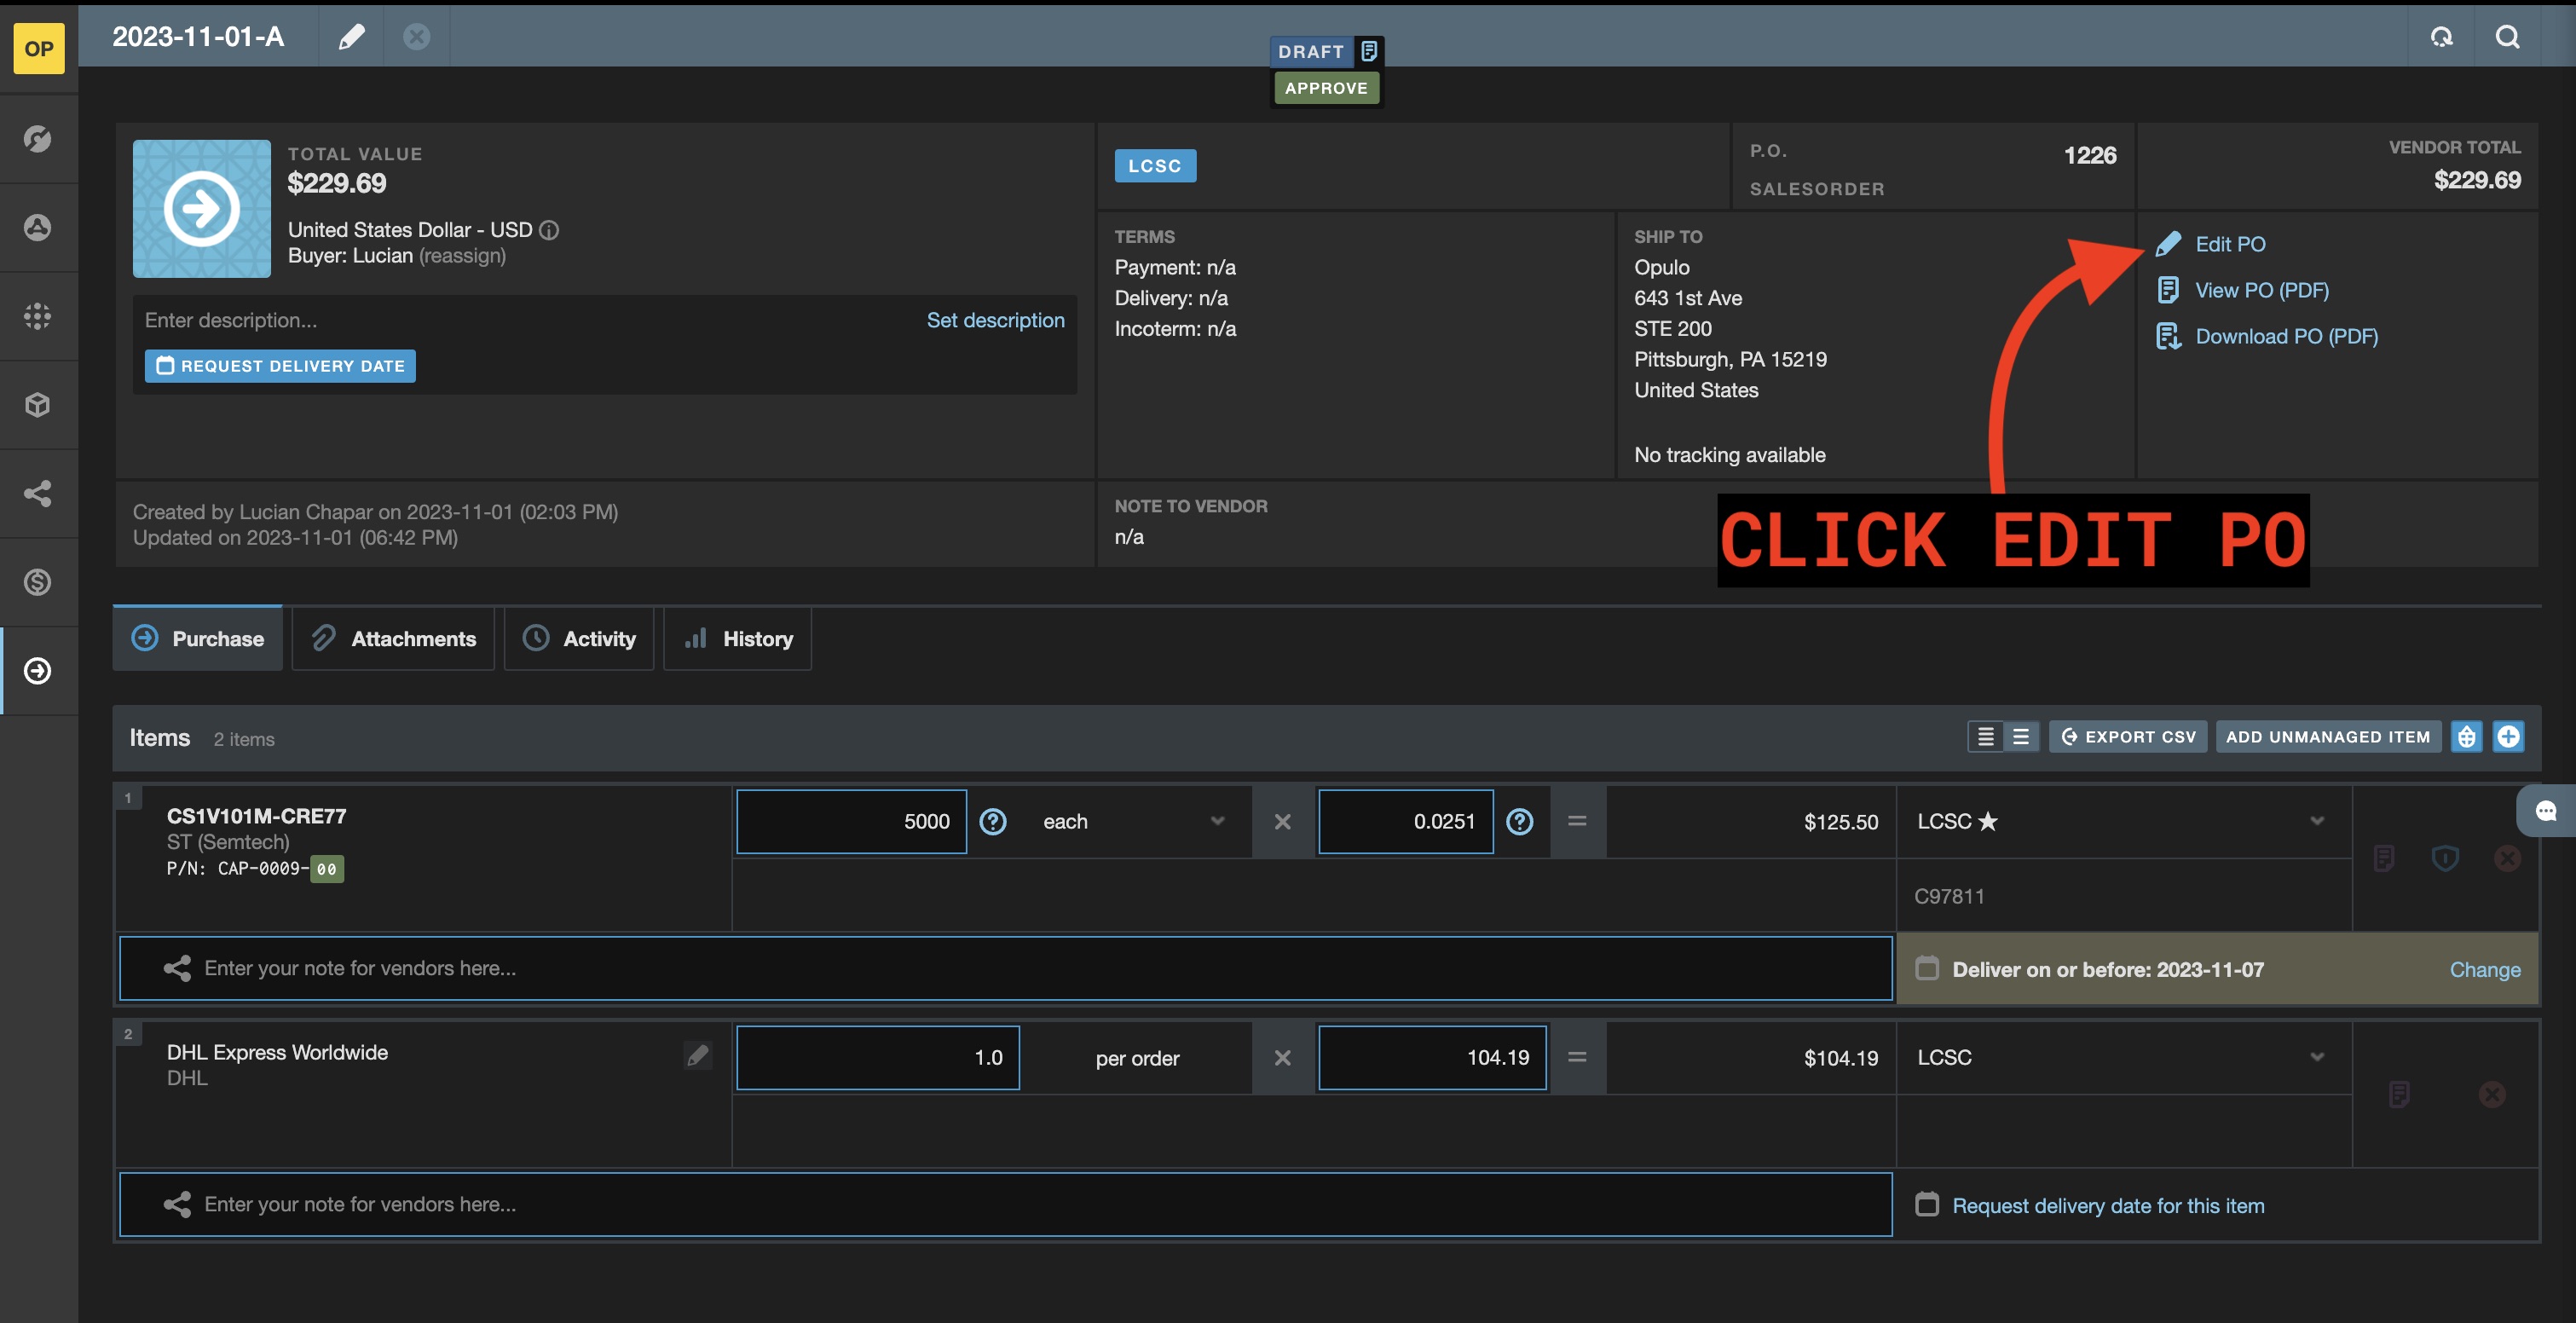 OP
2023-11-01-A
DRAFT
APPROVE
TOTAL VALUE
$229.69
United States Dollar - USD
Buyer: Lucian (reassign)
Enter description...
Set description
REQUEST DELIVERY DATE
Created by Lucian Chapar on 2023-11-01 (02:03 PM)
Updated on 2023-11-01 (06:42 PM)
LCSC
P.O.
1226
SALESORDER
VENDOR TOTAL
$229.69
TERMS
Payment: n/a
Delivery: n/a
Incoterm: n/a
SHIP TO
Opulo
643 1st Ave
STE 200
Pittsburgh, PA 15219
United States
No tracking available
Edit PO
View PO (PDF)
Download PO (PDF)
NOTE TO VENDOR
n/a
CLICK EDIT PO
Purchase
Attachments
Activity
History
Items
2 items
EXPORT CSV
ADD UNMANAGED ITEM
1
CS1V101M-CRE77
ST (Semtech)
P/N: CAP-0009-00
5000
each
×
0.0251
=
$125.50
LCSC ★
C97811
Enter your note for vendors here...
Deliver on or before: 2023-11-07
Change
2
DHL Express Worldwide
DHL
1.0
per order
×
104.19
=
$104.19
LCSC
Enter your note for vendors here...
Request delivery date for this item